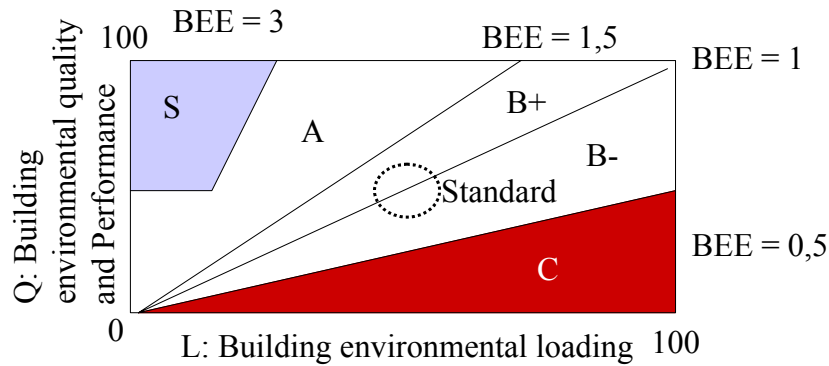 BEE = 3
100
BEE = 1,5
BEE = 1
S
A
B+
B-
Standard
Q: Building
environmental quality
and Performance
BEE = 0,5
C
0
L: Building environmental loading
100